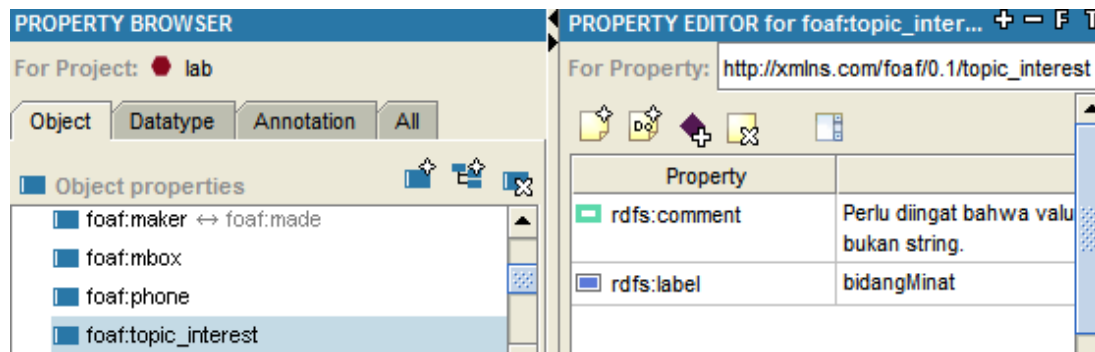 PROPERTY BROWSER
For Project: lab
Object Datatype Annotation All
Object properties
foaf:maker ↔ foaf:made
foaf:mbox
foaf:phone
foaf:topic_interest
PROPERTY EDITOR for foaf:topic_inter... F T
For Property: http://xmlns.com/foaf/0.1/topic_interest
Property
rdfs:comment Perlu diingat bahwa valu
bukan string.
rdfs:label bidangMinat